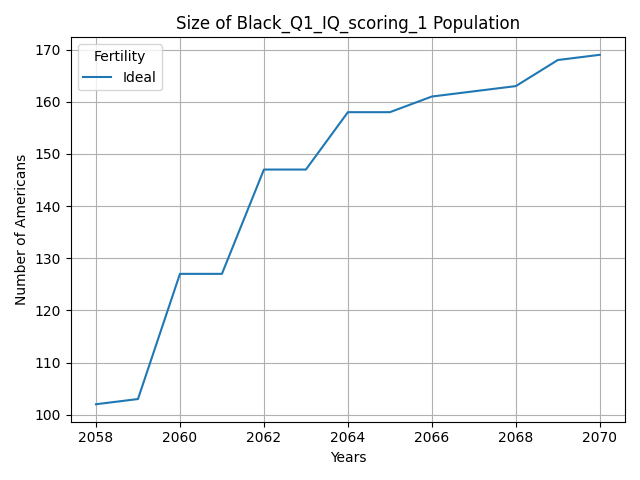 Size of Black_Q1_IQ_scoring_1 Population
Fertility
Ideal
Number of Americans
170
160
150
140
130
120
110
100
2058 2060 2062 2064 2066 2068 2070
Years